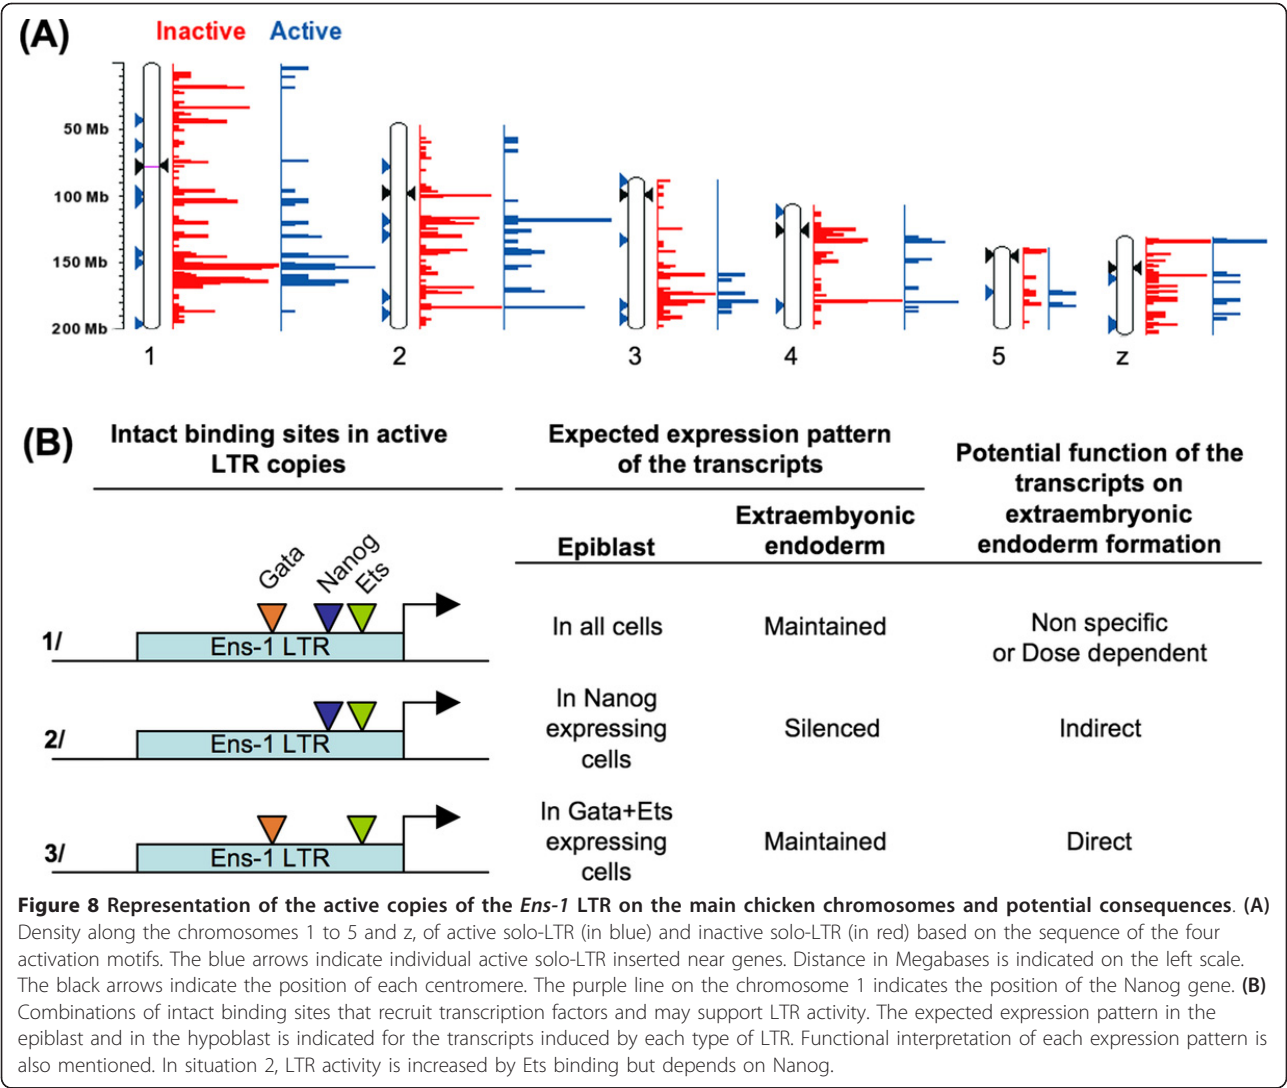 (A)
Inactive Active
50 Mb
100 Mb
150 Mb
200 Mb
1 2 3 4 5 z
(B)
Intact binding sites in active
LTR copies
Expected expression pattern
of the transcripts
Potential function of the
transcripts on
extraembryonic
endoderm formation
Epiblast
Extraembyonic
endoderm
Gata
Nanog
Ets
1/
Ens-1 LTR
In all cells
Maintained
Non specific
or Dose dependent
2/
Ens-1 LTR
In Nanog
expressing
cells
Silenced
Indirect
3/
Ens-1 LTR
In Gata+Ets
expressing
cells
Maintained
Direct
Figure 8 Representation of the active copies of the Ens-1 LTR on the main chicken chromosomes and potential consequences. (A)
Density along the chromosomes 1 to 5 and z, of active solo-LTR (in blue) and inactive solo-LTR (in red) based on the sequence of the four
activation motifs. The blue arrows indicate individual active solo-LTR inserted near genes. Distance in Megabases is indicated on the left scale.
The black arrows indicate the position of each centromere. The purple line on the chromosome 1 indicates the position of the Nanog gene. (B)
Combinations of intact binding sites that recruit transcription factors and may support LTR activity. The expected expression pattern in the
epiblast and in the hypoblast is indicated for the transcripts induced by each type of LTR. Functional interpretation of each expression pattern is
also mentioned. In situation 2, LTR activity is increased by Ets binding but depends on Nanog.